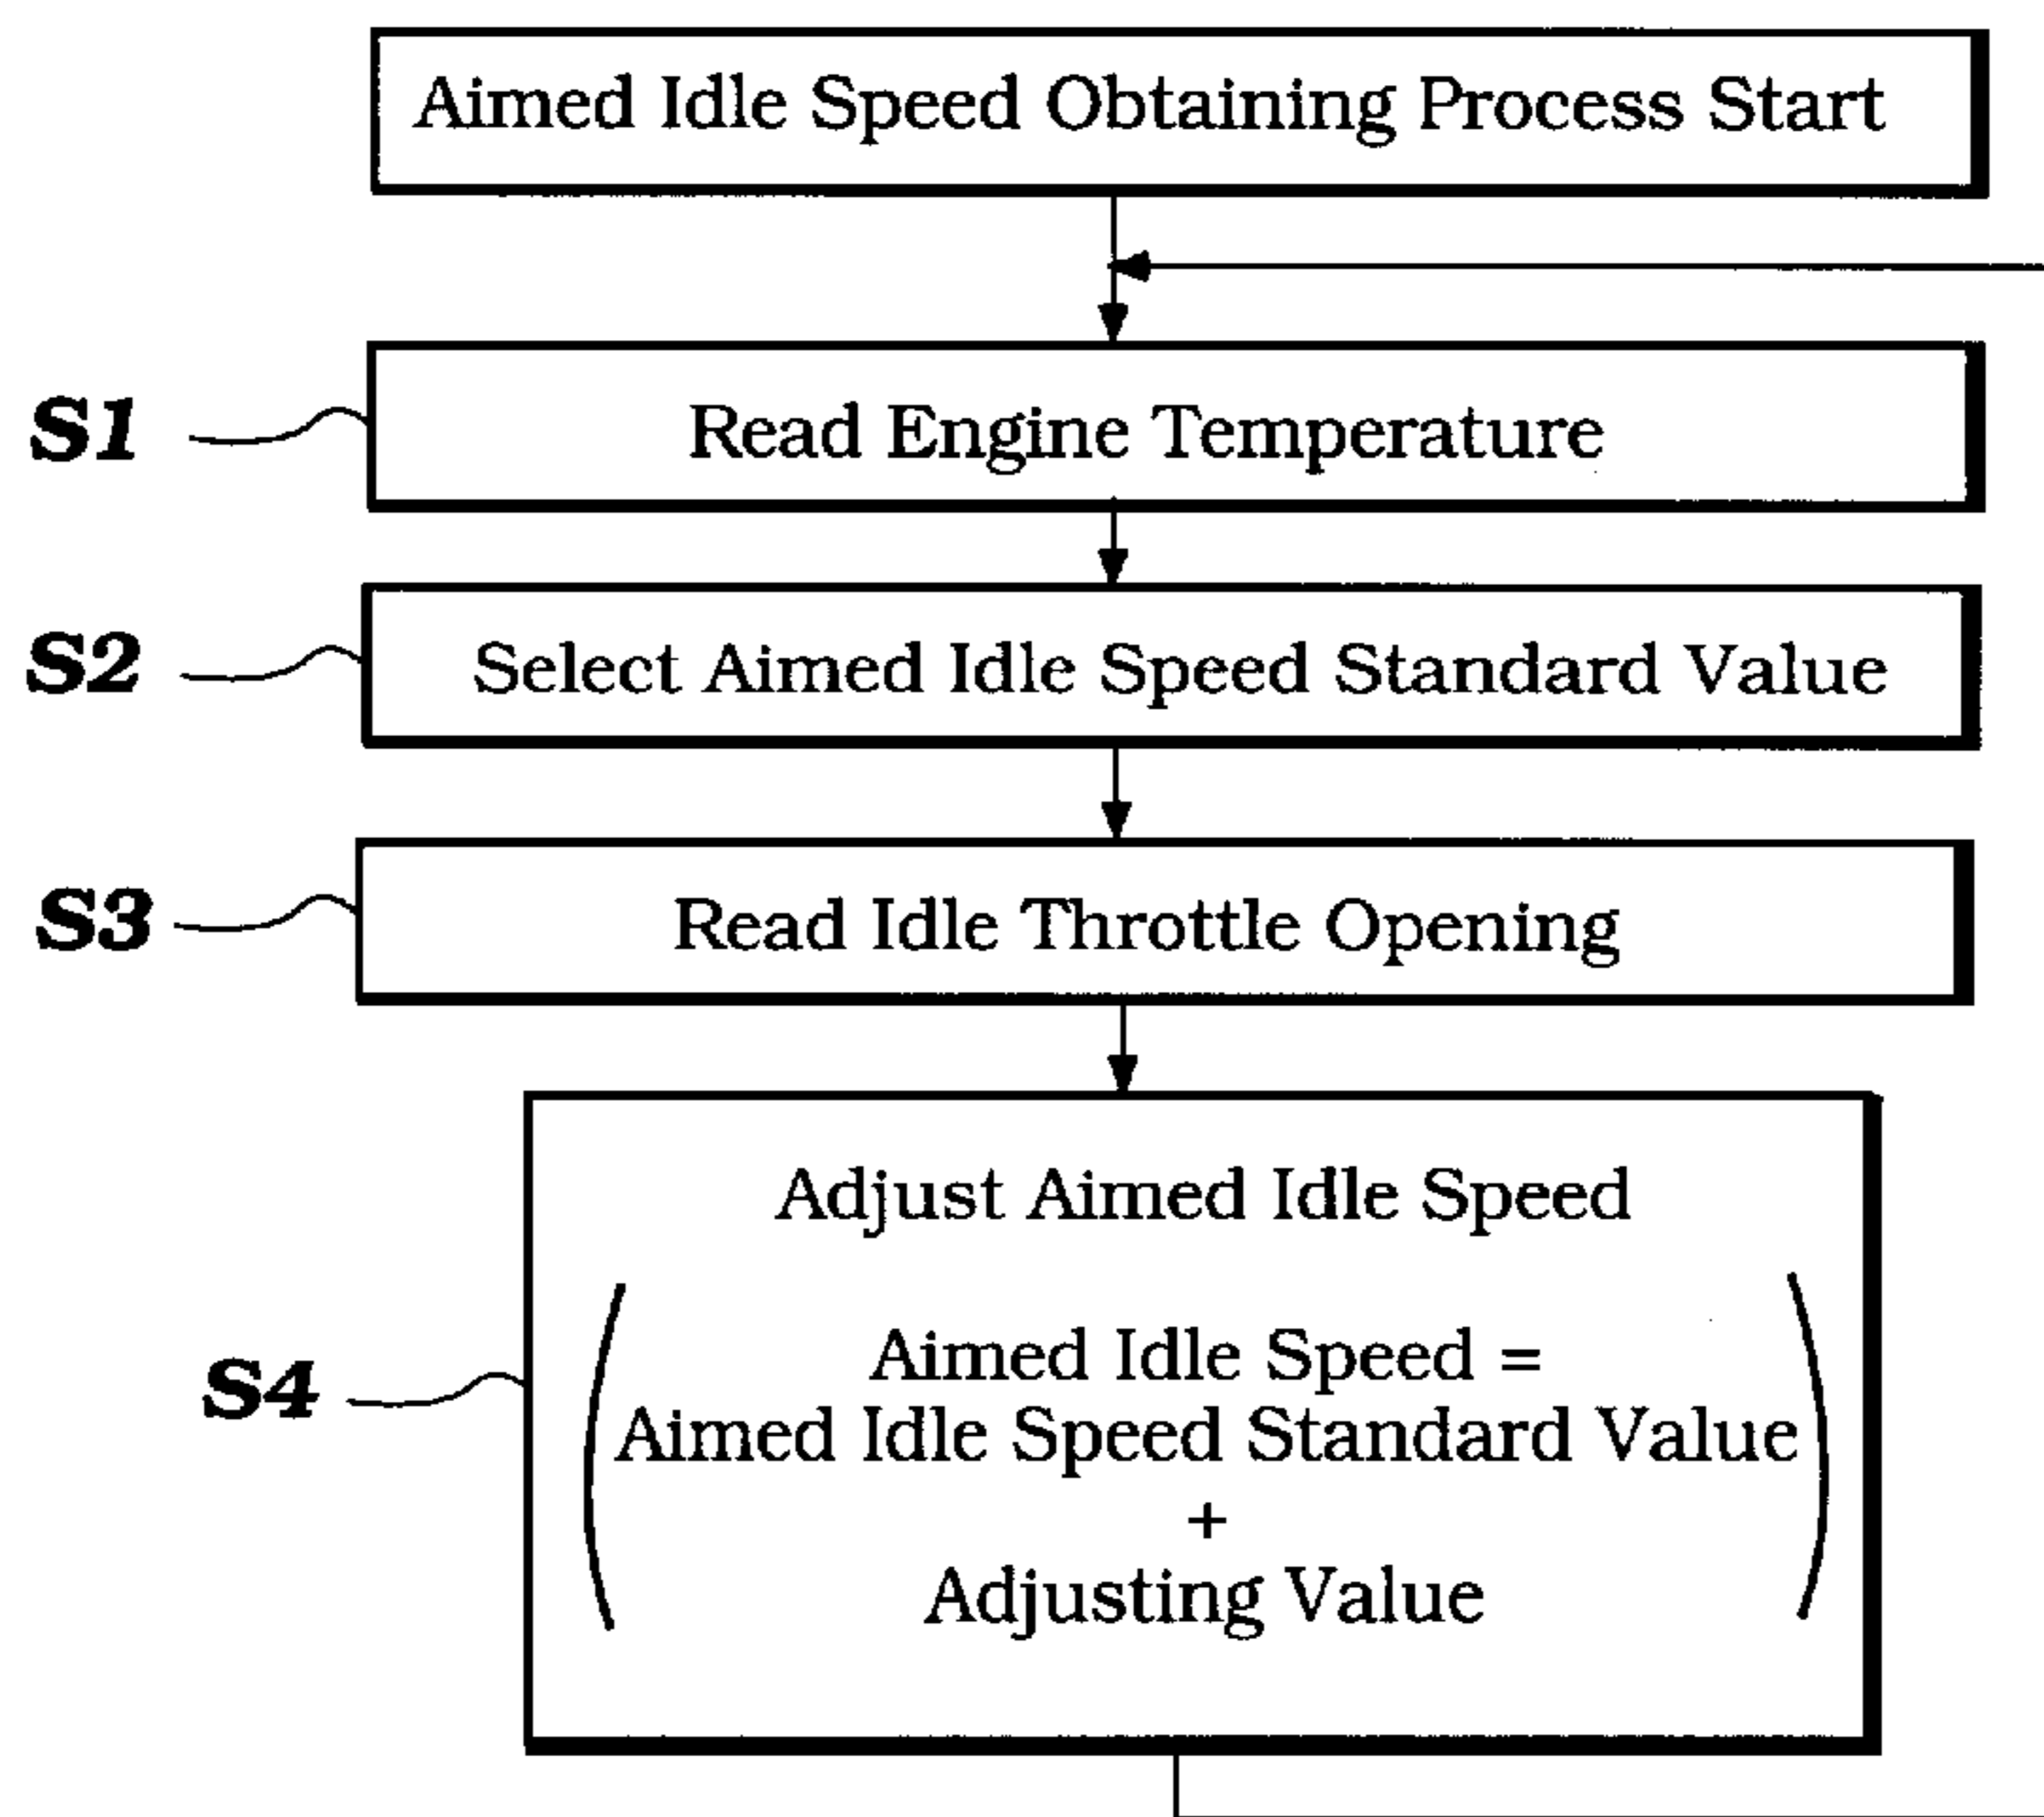 Aimed Idle Speed Obtaining Process Start
S1
Read Engine Temperature
S2
Select Aimed Idle Speed Standard Value
S3
Read Idle Throttle Opening
S4
Adjust Aimed Idle Speed
Aimed Idle Speed =
Aimed Idle Speed Standard Value
+
Adjusting Value